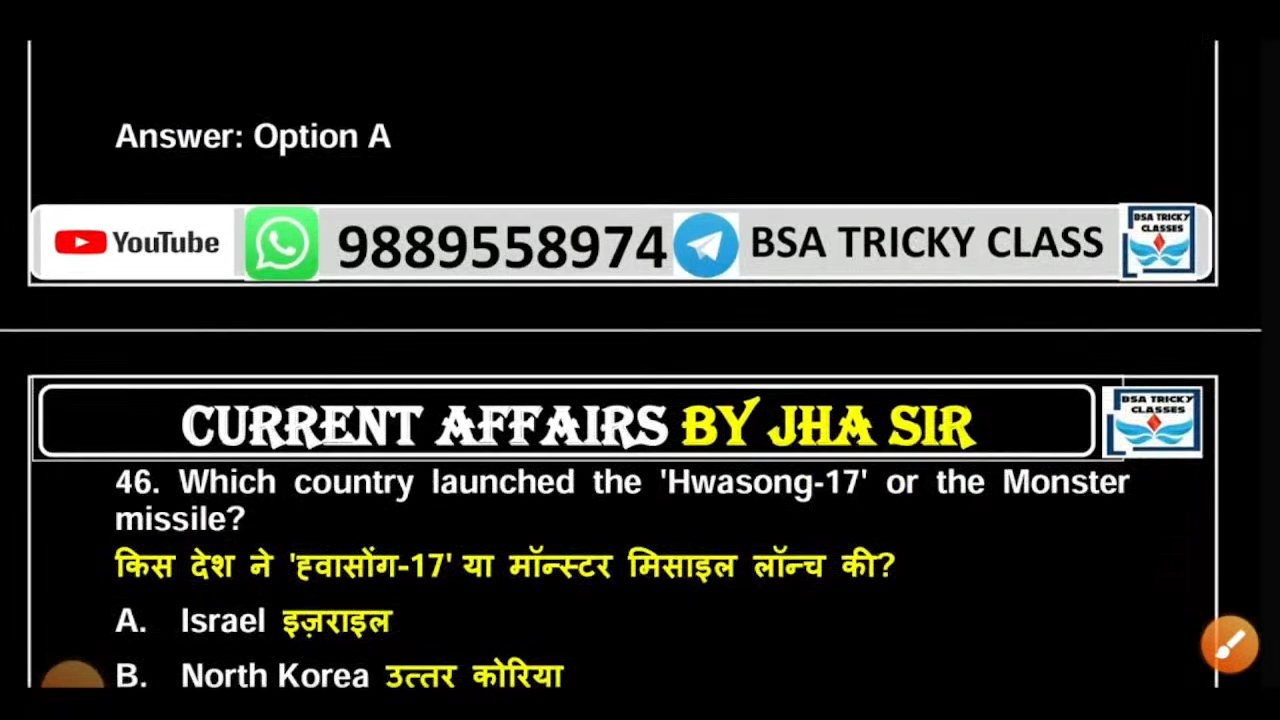 Answer: Option A
YouTube 9889558974 BSA TRICKY CLASS BSA TRICKY CLASSES
CURRENT AFFAIRS BY JHA SIR BSA TRICKY CLASSES
46. Which country launched the 'Hwasong-17' or the Monster
missile?
किस देश ने 'ह्वासोंग-17' या मॉन्स्टर मिसाइल लॉन्च की?
A. Israel इज़राइल
B. North Korea उत्तर कोरिया